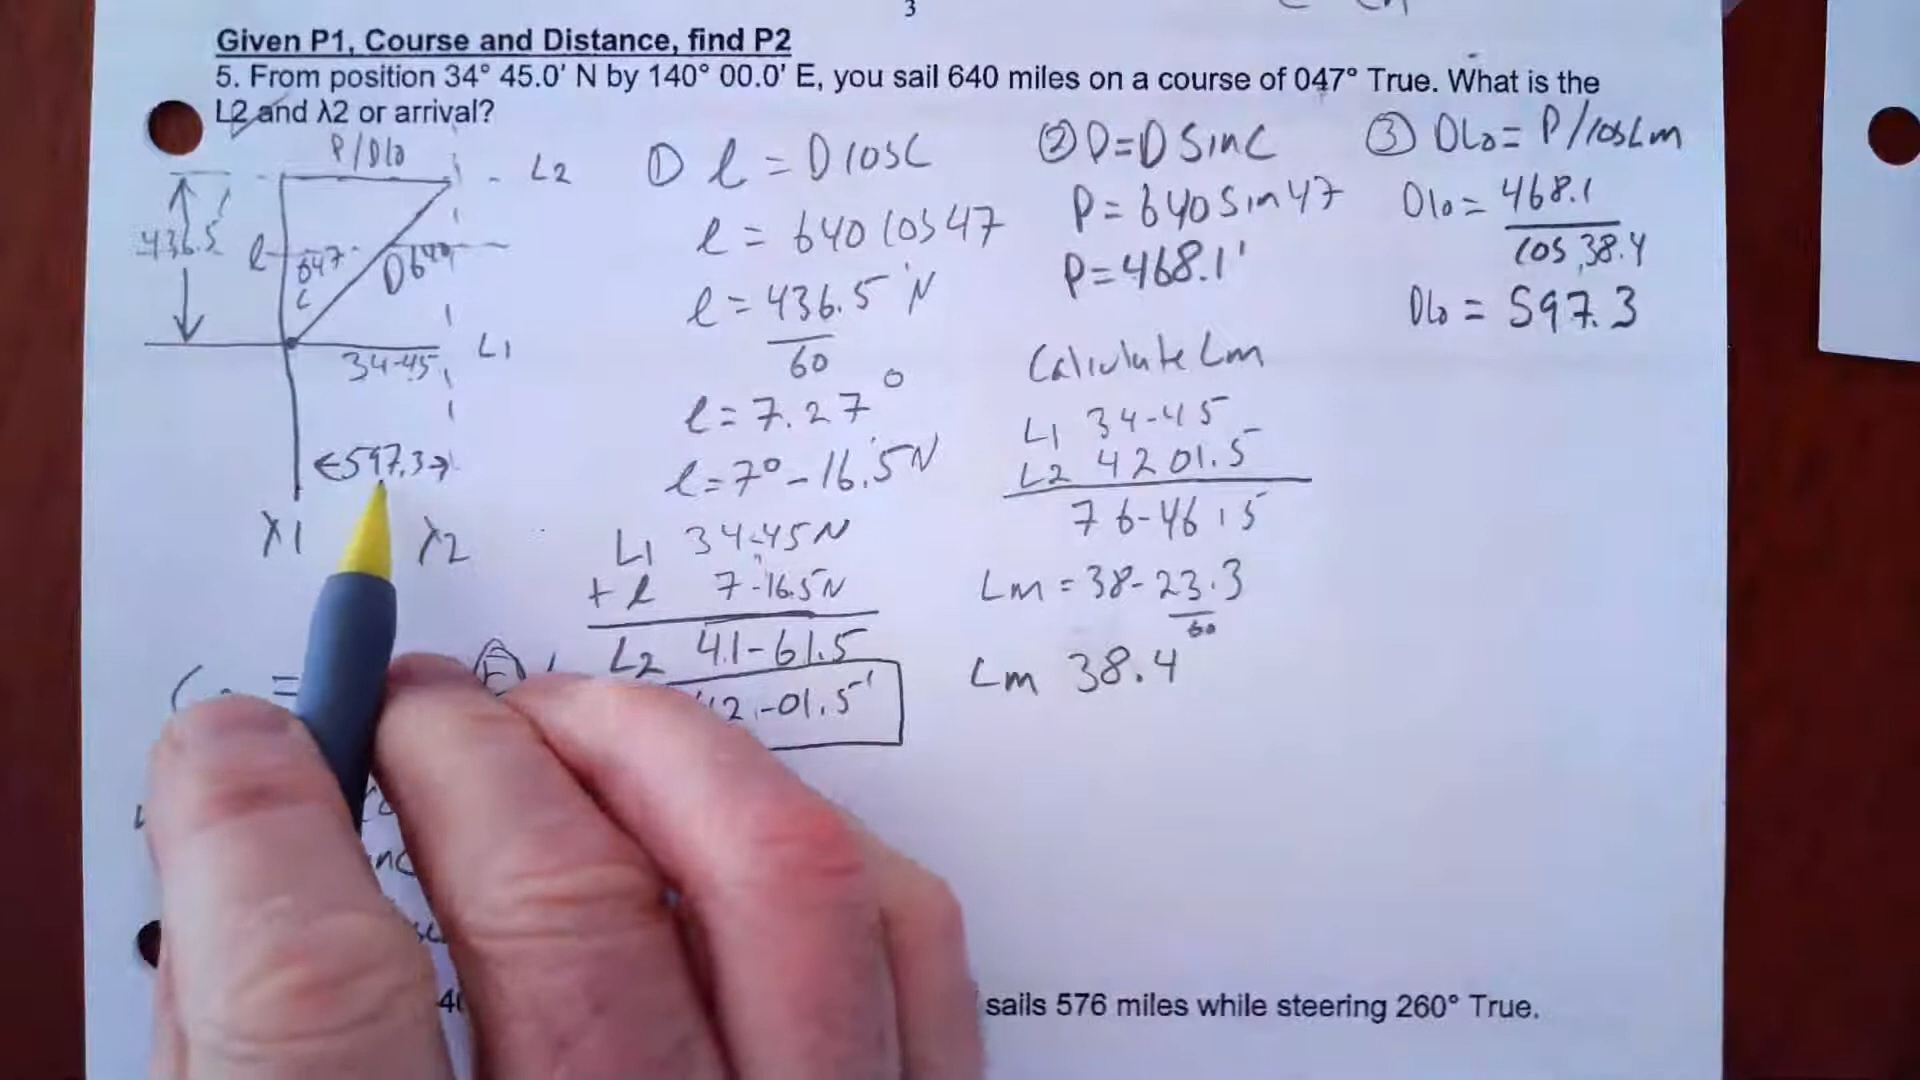 3
Given P1, Course and Distance, find P2
5. From position 34° 45.0' N by 140° 00.0' E, you sail 640 miles on a course of 047° True. What is the
L2 and λ2 or arrival?
P/Dlo
L2
436.5'
l
047
C
D 640
34-45
L1
←597.3→
λ1
λ2
① l = D cos C
l = 640 cos 47
l = 436.5' N
60
l = 7.27°
l = 7° - 16.5' N
L1 34-45 N
+ l 7-16.5 N
L2 41-61.5
42-01.5'
② P = D Sin C
P = 640 Sin 47
P = 468.1'
Calculate Lm
L1 34-45
L2 42 01.5
76-46.5
Lm = 38-23.3
60
Lm 38.4
③ DLo = P/cos Lm
Dlo = 468.1
cos 38.4
Dlo = 597.3
E
sails 576 miles while steering 260° True.